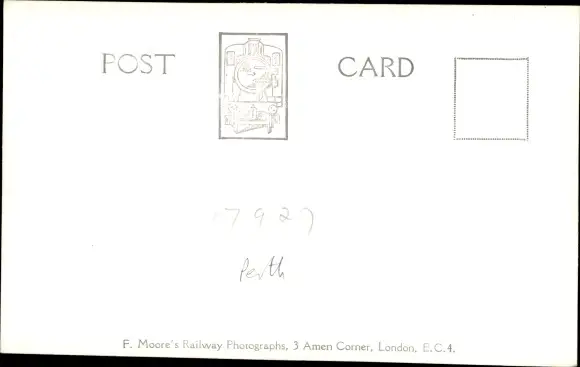 POST CARD
7927
Perth
F. Moore's Railway Photographs, 3 Amen Corner, London, E.C.4.